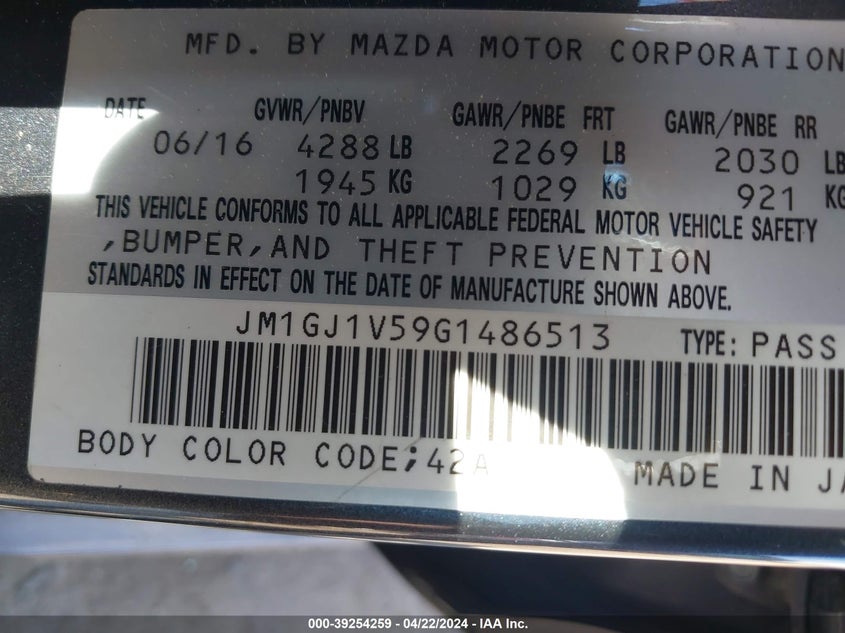 MFD. BY MAZDA MOTOR CORPORATION
DATE GVWR/PNBV GAWR/PNBE FRT GAWR/PNBE RR
06/16 4288 LB 2269 LB 2030 LB
1945 KG 1029 KG 921 KG
THIS VEHICLE CONFORMS TO ALL APPLICABLE FEDERAL MOTOR VEHICLE SAFETY
,BUMPER,AND THEFT PREVENTION
STANDARDS IN EFFECT ON THE DATE OF MANUFACTURE SHOWN ABOVE.
JM1GJ1V59G1486513 TYPE: PASS
BODY COLOR CODE;42A
MADE IN JA
000-39254259 - 04/22/2024 - IAA Inc.